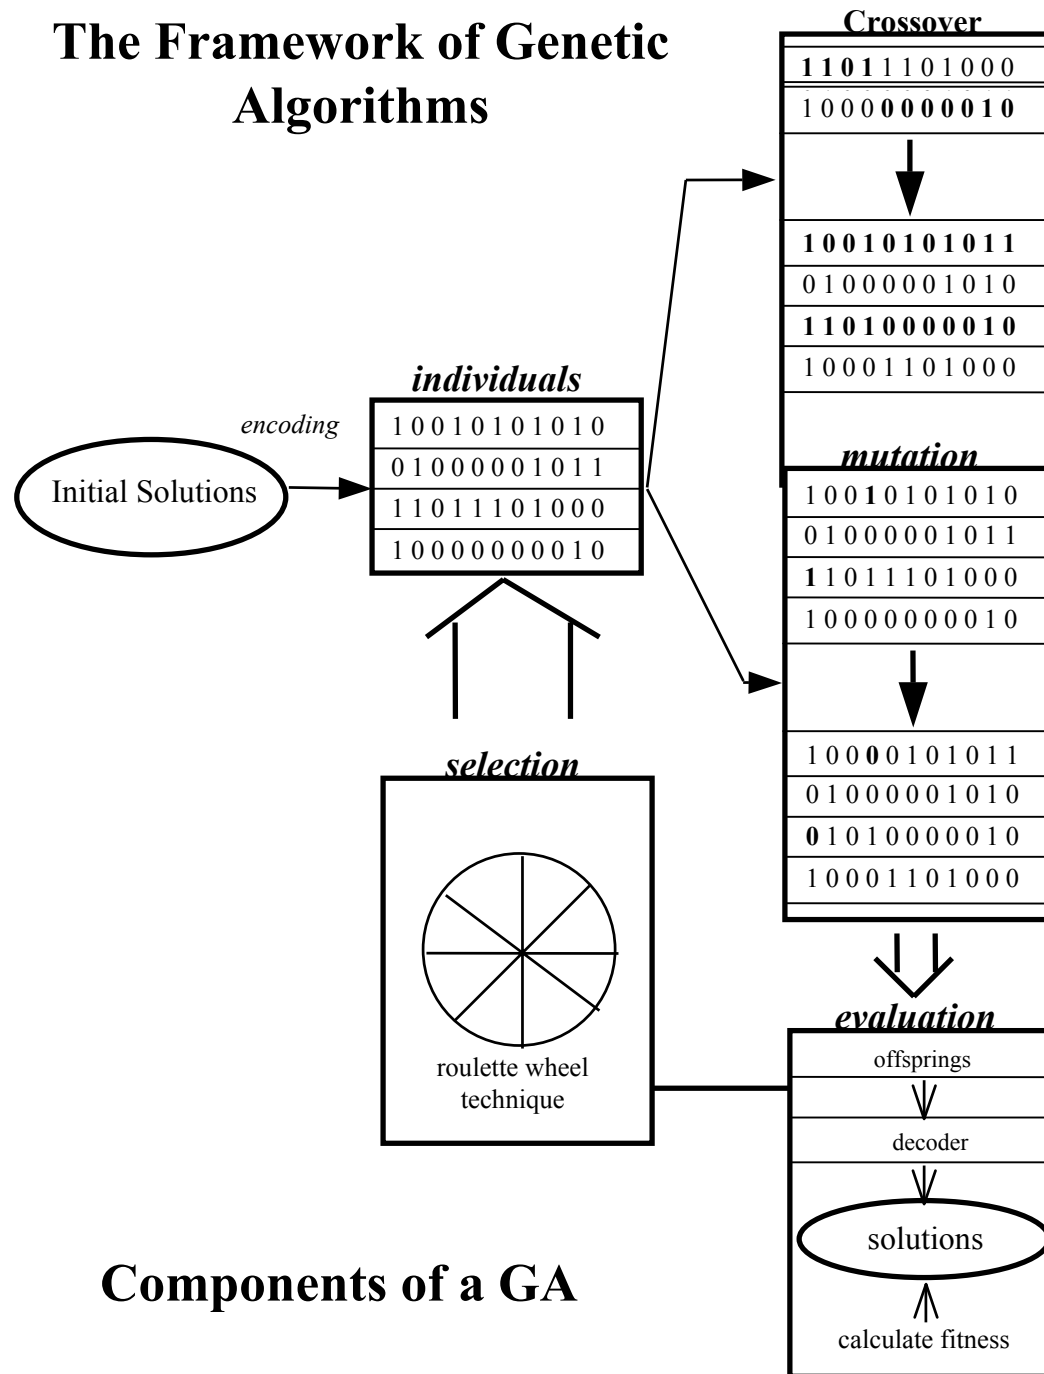 The Framework of Genetic
Algorithms
Crossover
1 1 0 1 1 1 0 1 0 0 0
1 0 0 0 0 0 0 0 0 1 0
1 0 0 1 0 1 0 1 0 1 1
0 1 0 0 0 0 0 1 0 1 0
1 1 0 1 0 0 0 0 0 1 0
1 0 0 0 1 1 0 1 0 0 0
individuals
encoding
Initial Solutions
1 0 0 1 0 1 0 1 0 1 0
0 1 0 0 0 0 0 1 0 1 1
1 1 0 1 1 1 0 1 0 0 0
1 0 0 0 0 0 0 0 0 1 0
mutation
1 0 0 1 0 1 0 1 0 1 0
0 1 0 0 0 0 0 1 0 1 1
1 1 0 1 1 1 0 1 0 0 0
1 0 0 0 0 0 0 0 0 1 0
1 0 0 0 0 1 0 1 0 1 1
0 1 0 0 0 0 0 1 0 1 0
0 1 0 1 0 0 0 0 0 1 0
1 0 0 0 1 1 0 1 0 0 0
selection
roulette wheel
technique
evaluation
offsprings
decoder
solutions
calculate fitness
Components of a GA